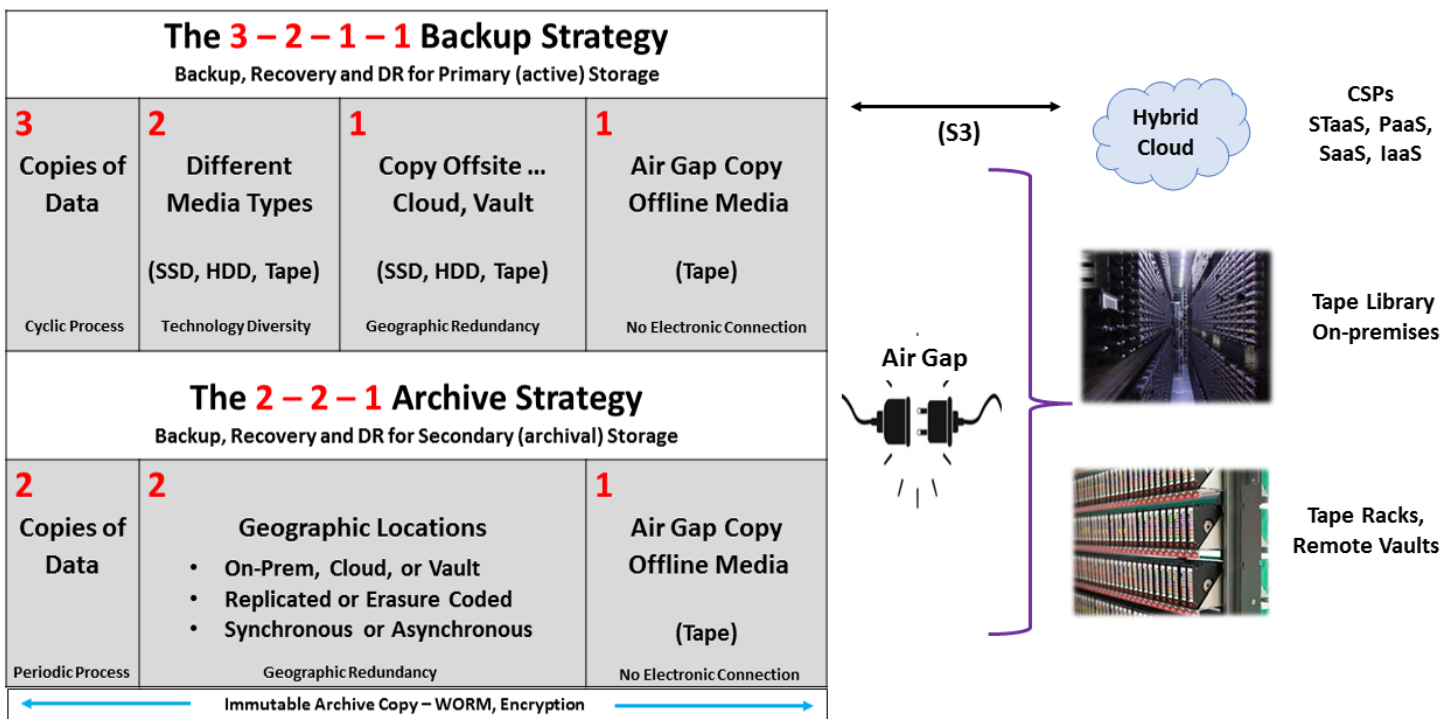 The 3 – 2 – 1 – 1 Backup Strategy
Backup, Recovery and DR for Primary (active) Storage
3
Copies of
Data
Cyclic Process
2
Different
Media Types
(SSD, HDD, Tape)
Technology Diversity
1
Copy Offsite ...
Cloud, Vault
(SSD, HDD, Tape)
Geographic Redundancy
1
Air Gap Copy
Offline Media
(Tape)
No Electronic Connection
The 2 – 2 – 1 Archive Strategy
Backup, Recovery and DR for Secondary (archival) Storage
2
Copies of
Data
Periodic Process
2
Geographic Locations
• On-Prem, Cloud, or Vault
• Replicated or Erasure Coded
• Synchronous or Asynchronous
Geographic Redundancy
1
Air Gap Copy
Offline Media
(Tape)
No Electronic Connection
Immutable Archive Copy – WORM, Encryption
(S3)
Hybrid
Cloud
CSPs
STaaS, PaaS,
SaaS, IaaS
Air Gap
Tape Library
On-premises
Tape Racks,
Remote Vaults